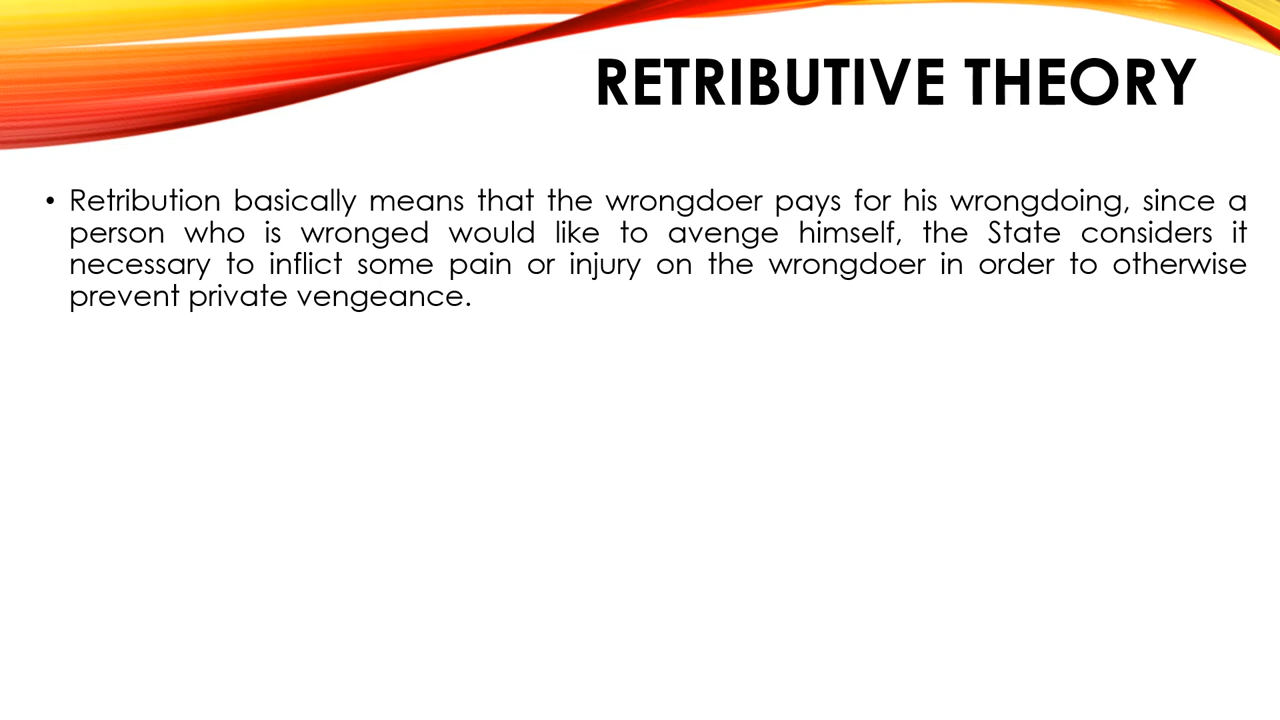 RETRIBUTIVE THEORY
• Retribution basically means that the wrongdoer pays for his wrongdoing, since a
person who is wronged would like to avenge himself, the State considers it
necessary to inflict some pain or injury on the wrongdoer in order to otherwise
prevent private vengeance.